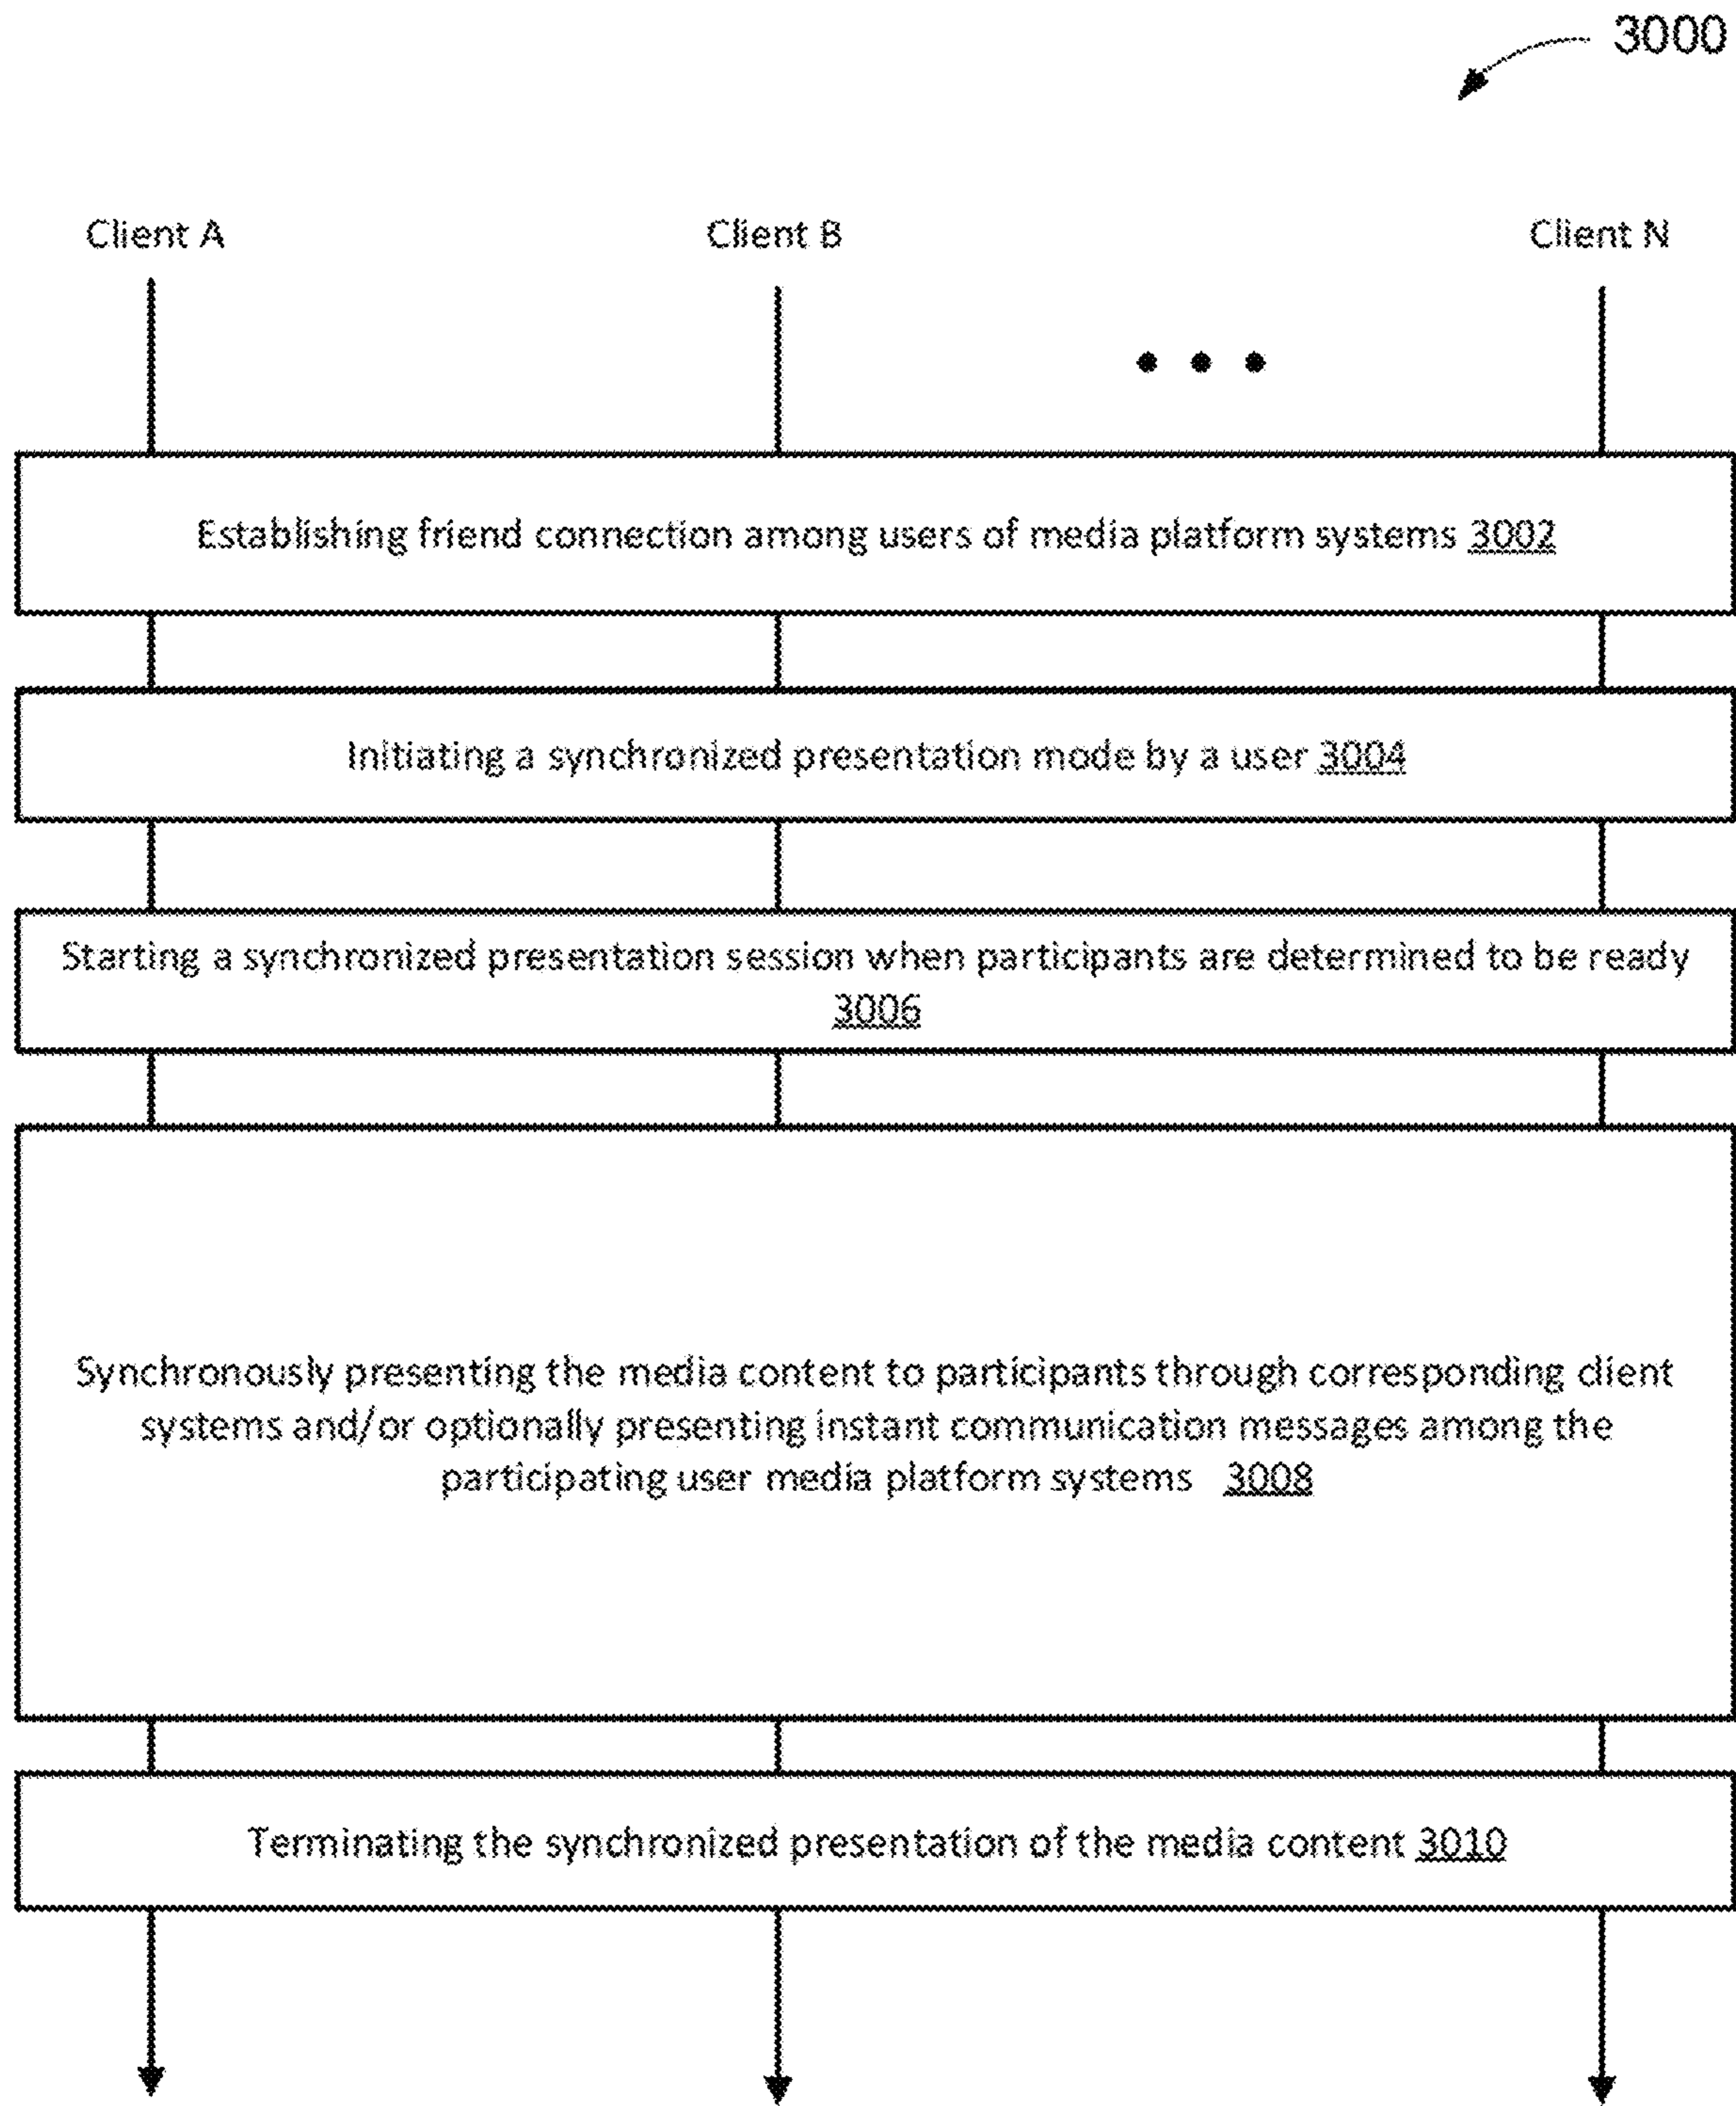 3000
Client A
Client B
Client N
Establishing friend connection among users of media platform systems 3002
Initiating a synchronized presentation mode by a user 3004
Starting a synchronized presentation session when participants are determined to be ready
3006
Synchronously presenting the media content to participants through corresponding client
systems and/or optionally presenting instant communication messages among the
participating user media platform systems 3008
Terminating the synchronized presentation of the media content 3010